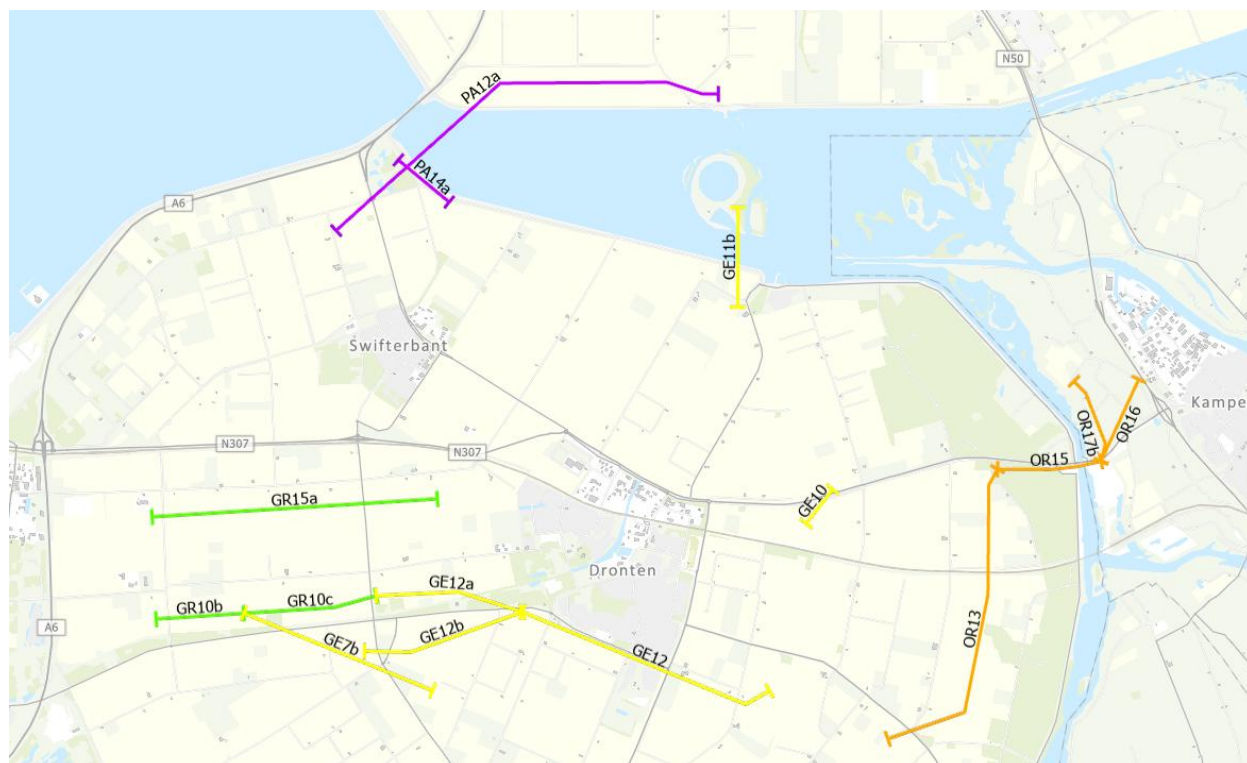 N50
PA12a
PA14a
A6
GE11b
Swifterbant
Kampe
OR16
OR17b
N307
N307
OR15
GR15a
GE10
Dronten
GE12a
GR10b
GR10c
A6
GE7b
GE12b
GE12
OR13